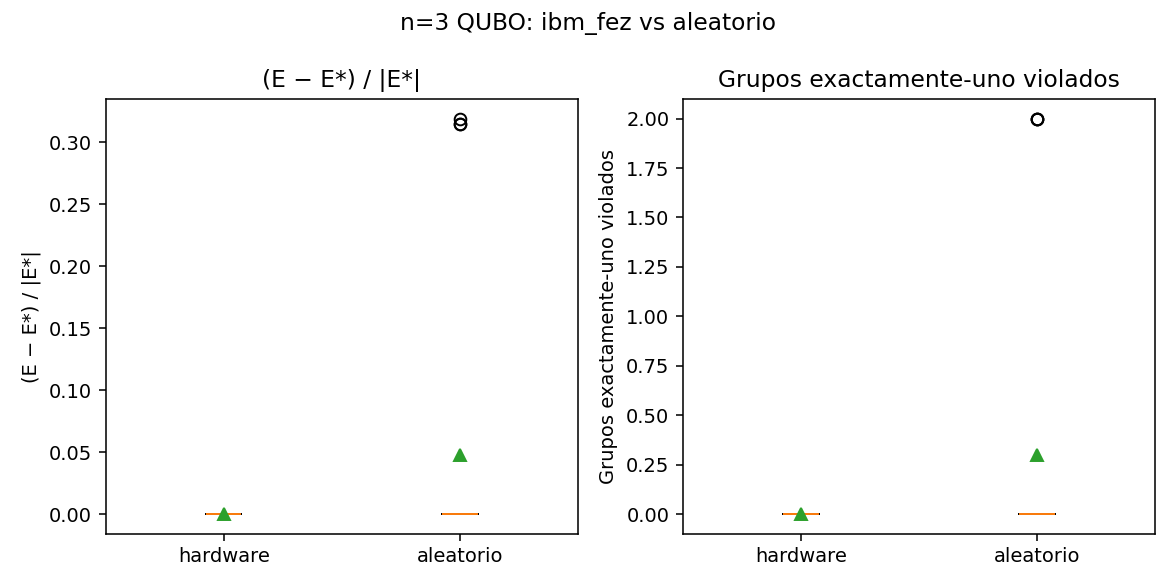 n=3 QUBO: ibm_fez vs aleatorio
(E − E*) / |E*|
(E − E*) / |E*|
0.30
0.25
0.20
0.15
0.10
0.05
0.00
hardware
aleatorio
Grupos exactamente-uno violados
Grupos exactamente-uno violados
2.00
1.75
1.50
1.25
1.00
0.75
0.50
0.25
0.00
hardware
aleatorio